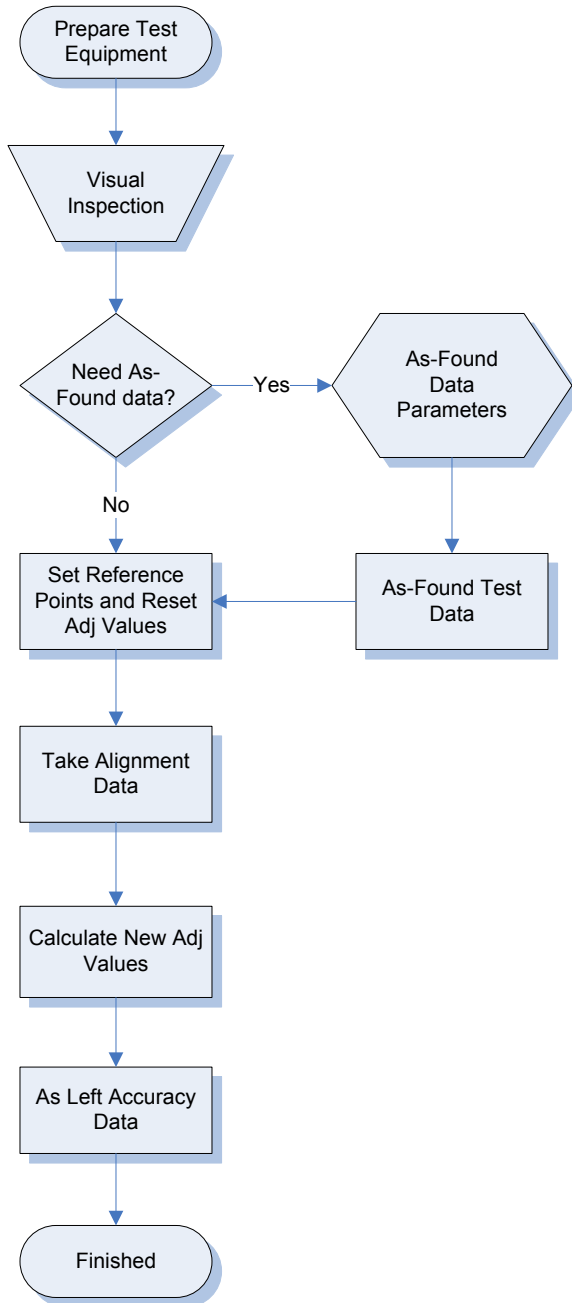 Prepare Test
Equipment
Visual
Inspection
Need As-
Found data?
Yes
As-Found
Data
Parameters
No
Set Reference
Points and Reset
Adj Values
As-Found Test
Data
Take Alignment
Data
Calculate New Adj
Values
As Left Accuracy
Data
Finished